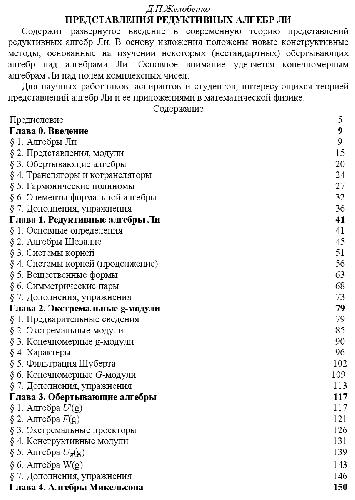 Д.П.Желобенко
ПРЕДСТАВЛЕНИЯ РЕДУКТИВНЫХ АЛГЕБР ЛИ
Содержит развернутое введение в современную теорию представлений
редуктивных алгебр Ли. В основу изложения положены новые конструктивные
методы, основанные на изучении некоторых (нестандартных) обертывающих
алгебр над алгебрами Ли. Основное внимание уделяется конечномерным
алгебрам Ли над полем комплексных чисел.
Для научных работников, аспирантов и студентов, интересующихся теорией
представлений алгебр Ли и ее приложениями в математической физике.
Содержание
Предисловие 5
Глава 0. Введение 9
§ 1. Алгебры Ли 9
§ 2. Представления, модули 15
§ 3. Обертывающие алгебры 20
§ 4. Трансляторы и котрансляторы 24
§ 5. Гармонические полиномы 27
§ 6. Элементы формальной алгебры 32
§ 7. Дополнения, упражнения 36
Глава 1. Редуктивные алгебры Ли 41
§ 1. Основные определения 41
§ 2. Алгебры Шевалле 45
§ 3. Системы корней 51
§ 4. Системы корней (продолжение) 56
§ 5. Вещественные формы 63
§ 6. Симметрические пары 68
§ 7. Дополнения, упражнения 73
Глава 2. Экстремальные g-модули 79
§ 1. Предварительные сведения 79
§ 2. Экстремальные модули 85
§ 3. Конечномерные g-модули 90
§ 4. Характеры 96
§ 5. Фильтрация Шуберта 102
§ 6. Конечномерные G-модули 109
§ 7. Дополнения, упражнения 113
Глава 3. Обертывающие алгебры 117
§ 1. Алгебра U'(g) 117
§ 2. Алгебра F(g) 121
§ 3. Экстремальные проекторы 126
§ 4. Конструктивные модули 131
§ 5. Алгебра (g) 139
§ 6. Алгебра W(g) 143
§ 7. Дополнения, упражнения 146
Глава 4. Алгебры Микельсона 150